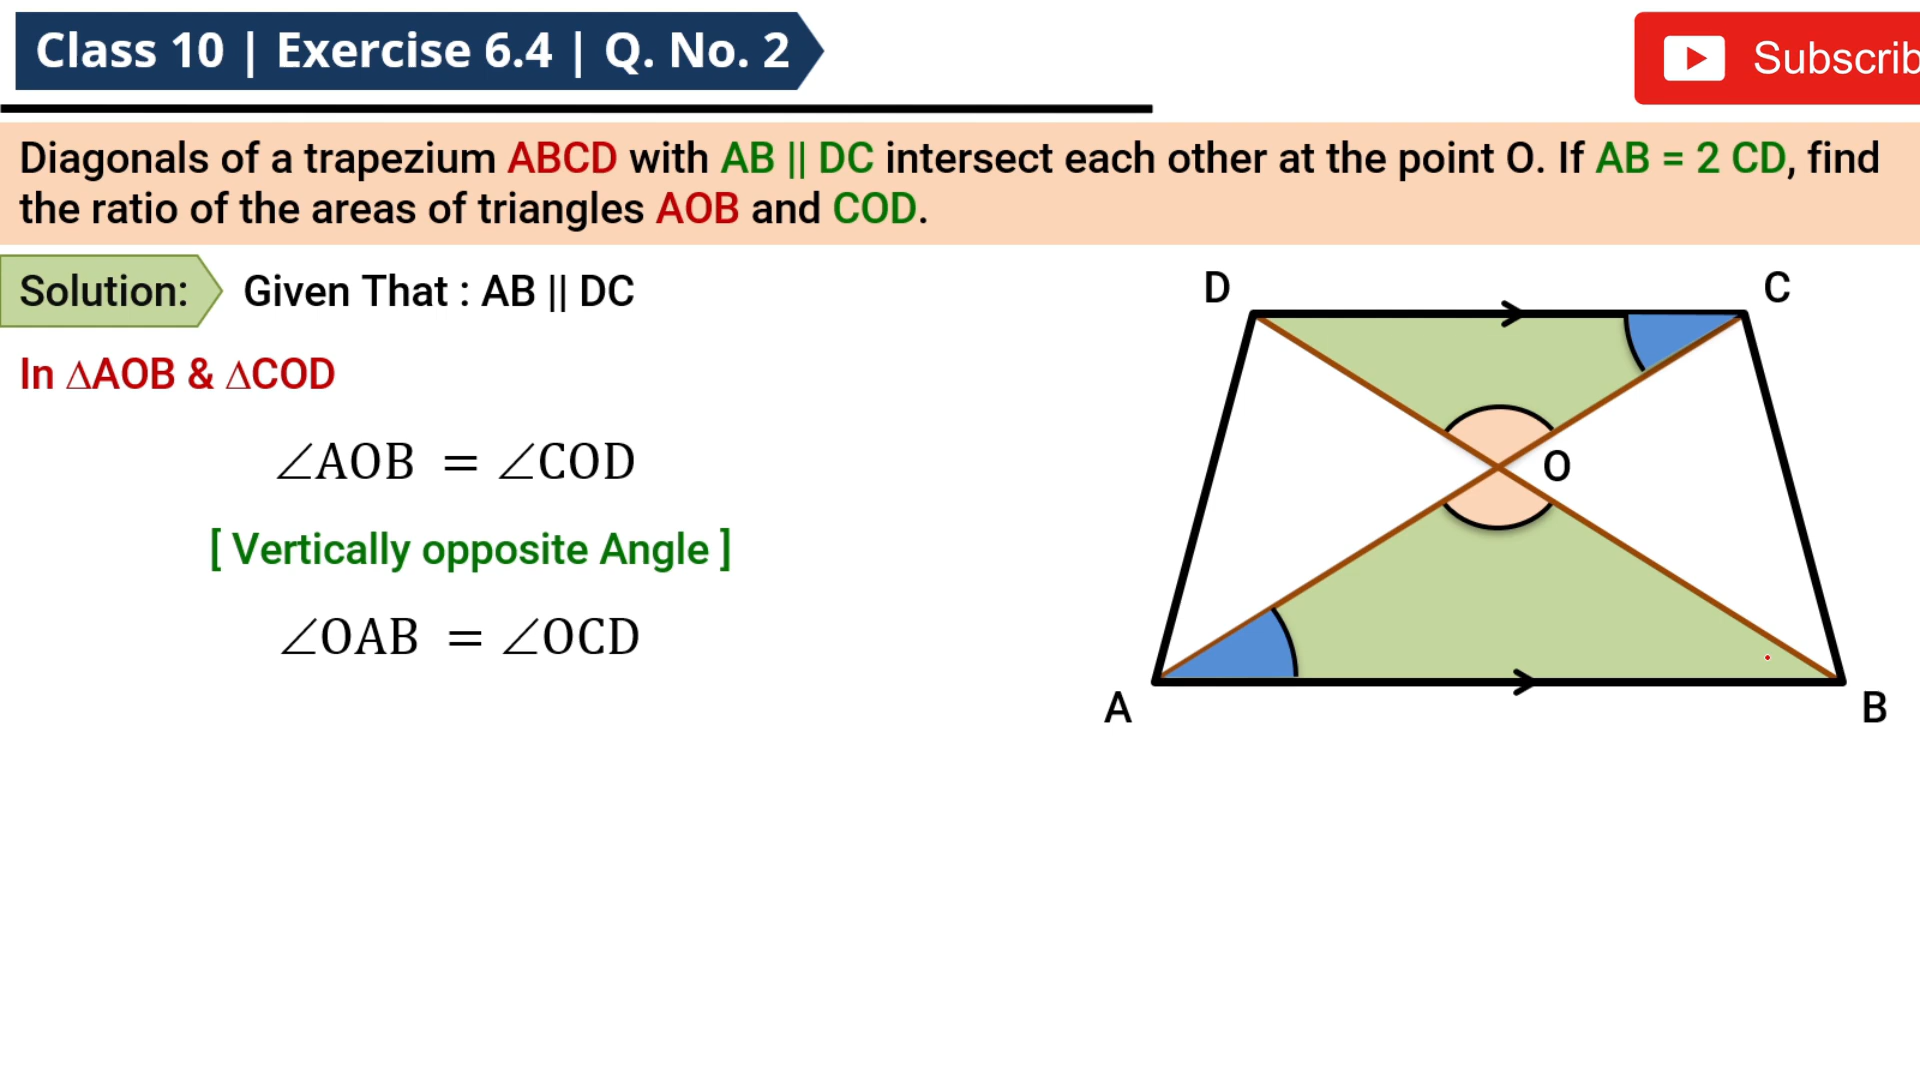 Class 10 | Exercise 6.4 | Q. No. 2
Subscrib
Diagonals of a trapezium ABCD with AB || DC intersect each other at the point O. If AB = 2 CD, find
the ratio of the areas of triangles AOB and COD.
Solution: Given That : AB || DC
D C
In ∆AOB & ∆COD
∠AOB = ∠COD
O
[ Vertically opposite Angle ]
∠OAB = ∠OCD
A B